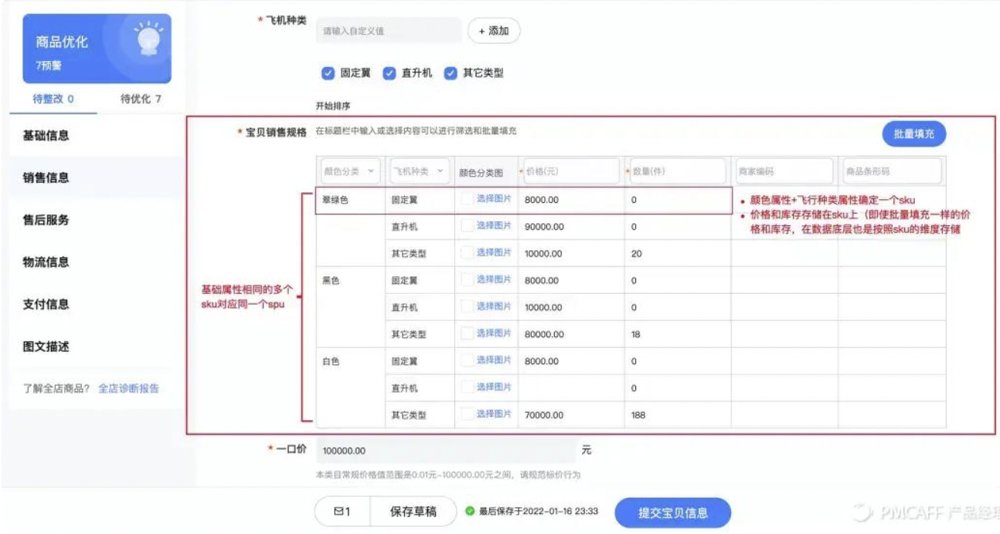 商品优化
7预警
待整改 0 待优化 7
基础信息
销售信息
售后服务
物流信息
支付信息
图文描述
了解全店商品? 全店诊断报告
* 飞机种类
请输入自定义值 + 添加
固定翼 直升机 其它类型
开始排序
* 宝贝销售规格 在标题栏中输入或选择内容可以进行筛选和批量填充 批量填充
颜色分类 飞机种类 颜色分类图 * 价格(元) * 数量(件) 商家编码 商品条形码
翠绿色 固定翼 选择图片 8000.00 0
直升机 选择图片 90000.00 0
其它类型 选择图片 10000.00 20
黑色 固定翼 选择图片 8000.00 0
直升机 选择图片 10000.00 0
其它类型 选择图片 80000.00 18
白色 固定翼 选择图片 8000.00 0
直升机 选择图片 0
其它类型 选择图片 70000.00 188
• 颜色属性+飞行种类属性确定一个sku
• 价格和库存存储在sku上（即使批量填充一样的价
格和库存，在数据底层也是按照sku的维度存储
基础属性相同的多个
sku对应同一个spu
* 一口价 100000.00 元
本类目常规价格值范围是0.01元~100000.00元之间，请规范标价行为
1 保存草稿 最后保存于2022-01-16 23:33 提交宝贝信息
PMCAFF 产品经理